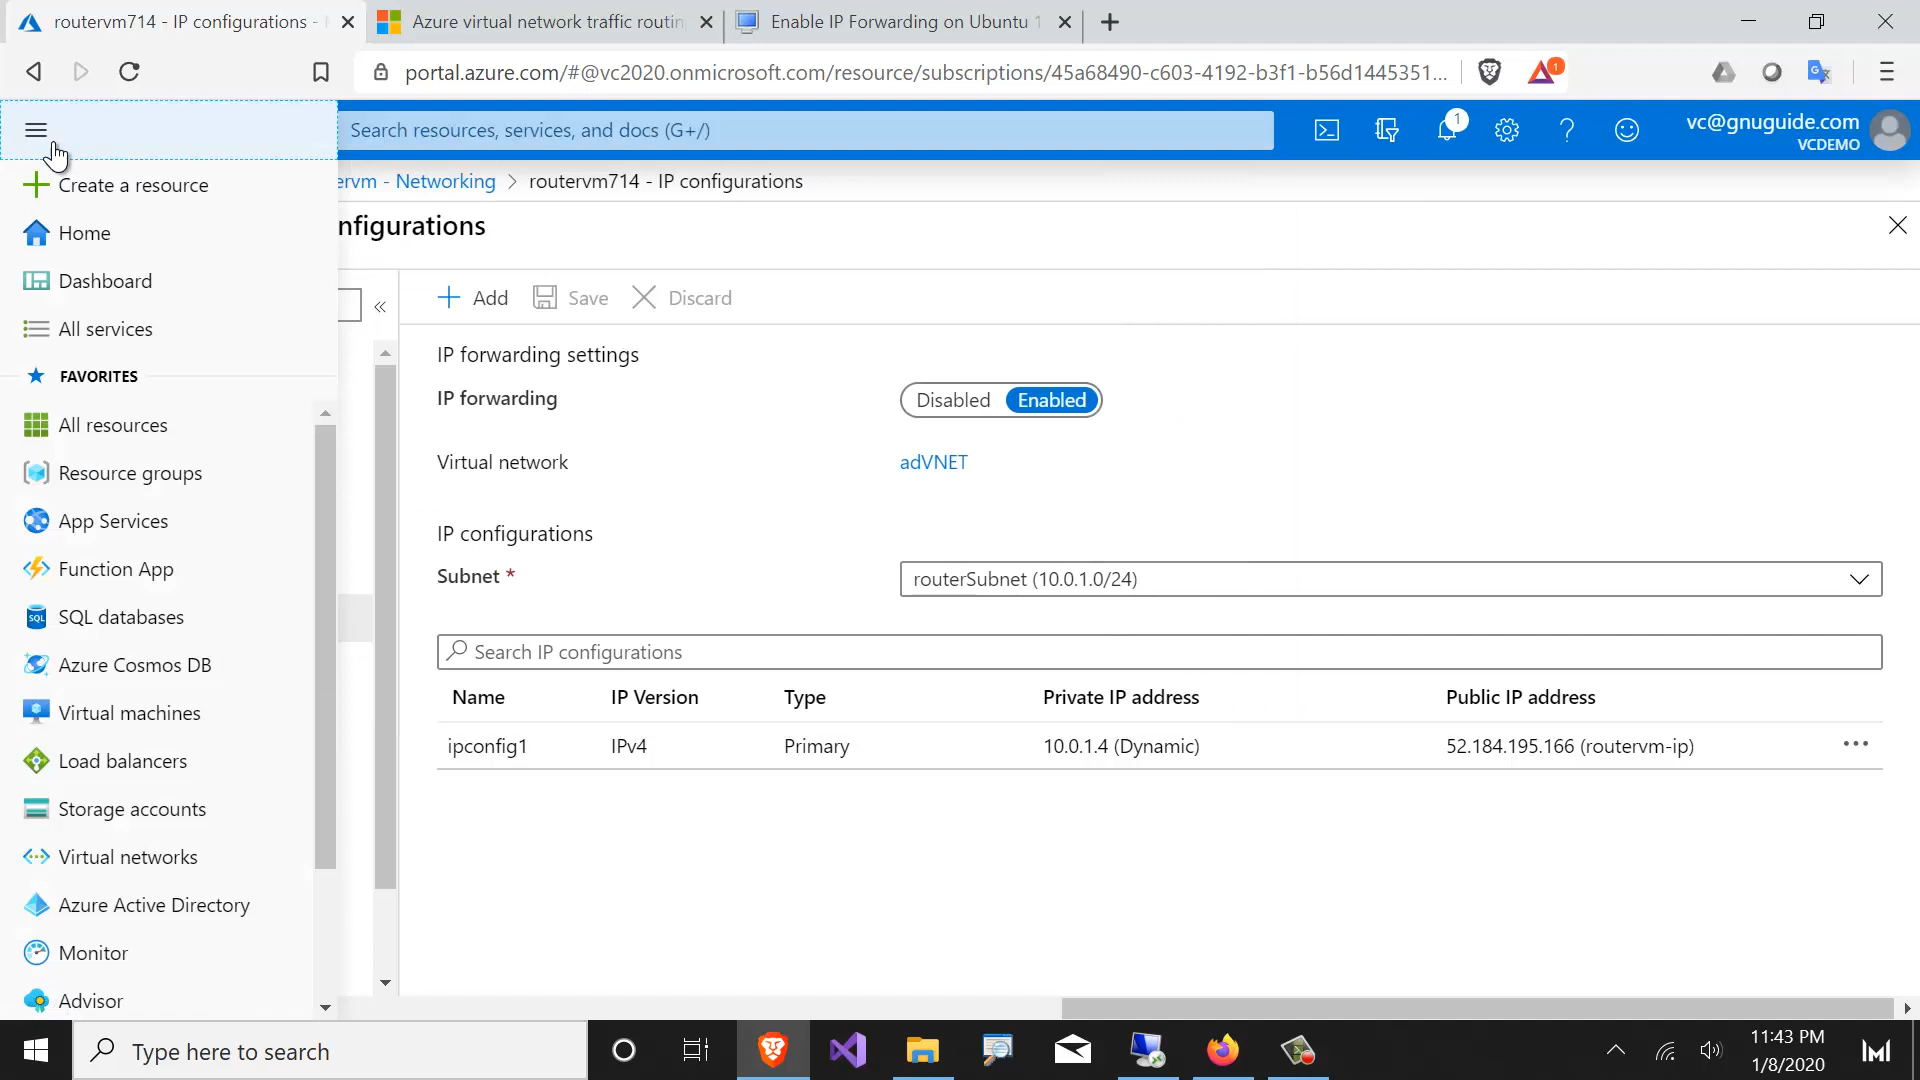 routervm714 - IP configurations -
Azure virtual network traffic routin
Enable IP Forwarding on Ubuntu 1
portal.azure.com/#@vc2020.onmicrosoft.com/resource/subscriptions/45a68490-c603-4192-b3f1-b56d1445351...
1
Search resources, services, and docs (G+/)
1
vc@gnuguide.com
VCDEMO
ervm - Networking > routervm714 - IP configurations
nfigurations
Create a resource
Home
Dashboard
All services
FAVORITES
All resources
Resource groups
App Services
Function App
SQL
SQL databases
Azure Cosmos DB
Virtual machines
Load balancers
Storage accounts
Virtual networks
Azure Active Directory
Monitor
Advisor
Add
Save
Discard
IP forwarding settings
IP forwarding
Disabled Enabled
Virtual network
adVNET
IP configurations
Subnet *
routerSubnet (10.0.1.0/24)
Search IP configurations
Name IP Version Type Private IP address Public IP address
ipconfig1 IPv4 Primary 10.0.1.4 (Dynamic) 52.184.195.166 (routervm-ip)
Type here to search
11:43 PM
1/8/2020